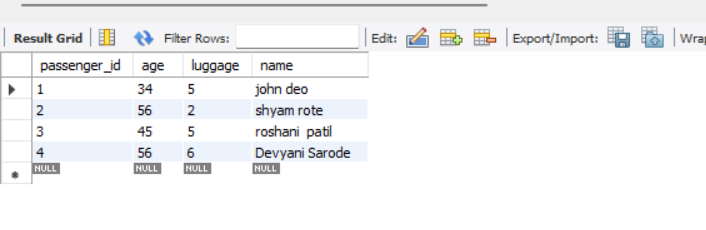 Result Grid Filter Rows: Edit: Export/Import: Wrap
passenger_id age luggage name
1 34 5 john deo
2 56 2 shyam rote
3 45 5 roshani patil
4 56 6 Devyani Sarode
NULL NULL NULL NULL